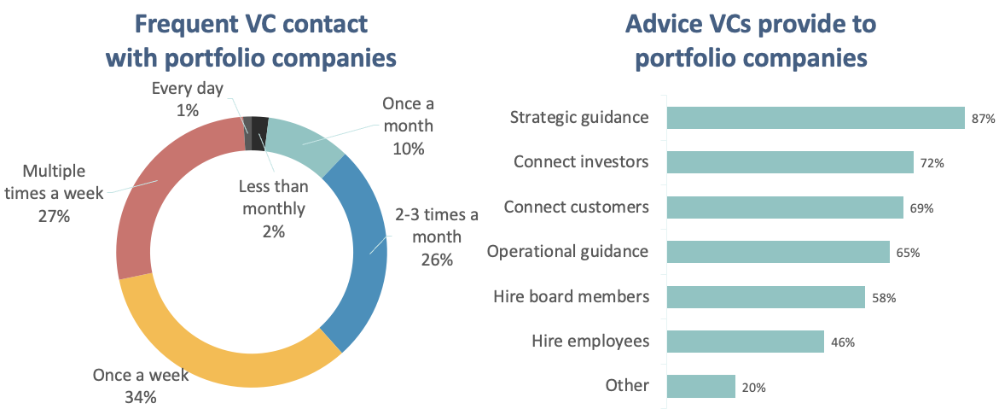 Frequent VC contact
with portfolio companies
Every day
1%
Once a
month
10%
Multiple
times a week
27%
Less than
monthly
2%
2-3 times a
month
26%
Once a week
34%
Advice VCs provide to
portfolio companies
Strategic guidance 87%
Connect investors 72%
Connect customers 69%
Operational guidance 65%
Hire board members 58%
Hire employees 46%
Other 20%